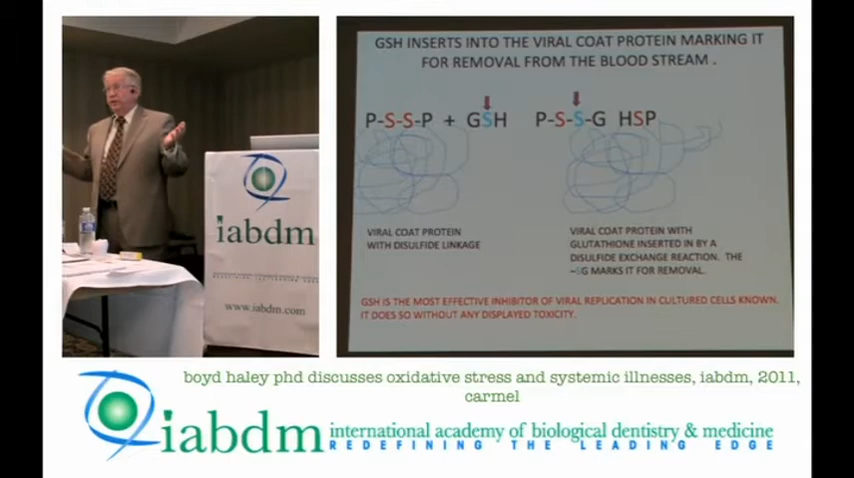 GSH INSERTS INTO THE VIRAL COAT PROTEIN MARKING IT
FOR REMOVAL FROM THE BLOOD STREAM .
P-S-S-P + GSH P-S-S-G HSP
VIRAL COAT PROTEIN
WITH DISULFIDE LINKAGE
VIRAL COAT PROTEIN WITH
GLUTATHIONE INSERTED IN BY A
DISULFIDE EXCHANGE REACTION. THE
–SG MARKS IT FOR REMOVAL.
GSH IS THE MOST EFFECTIVE INHIBITOR OF VIRAL REPLICATION IN CULTURED CELLS KNOWN.
IT DOES SO WITHOUT ANY DISPLAYED TOXICITY.
iabdm
www.iabdm.com
boyd haley phd discusses oxidative stress and systemic illnesses, iabdm, 2011,
carmel
iabdm international academy of biological dentistry & medicine
REDEFINING THE LEADING EDGE